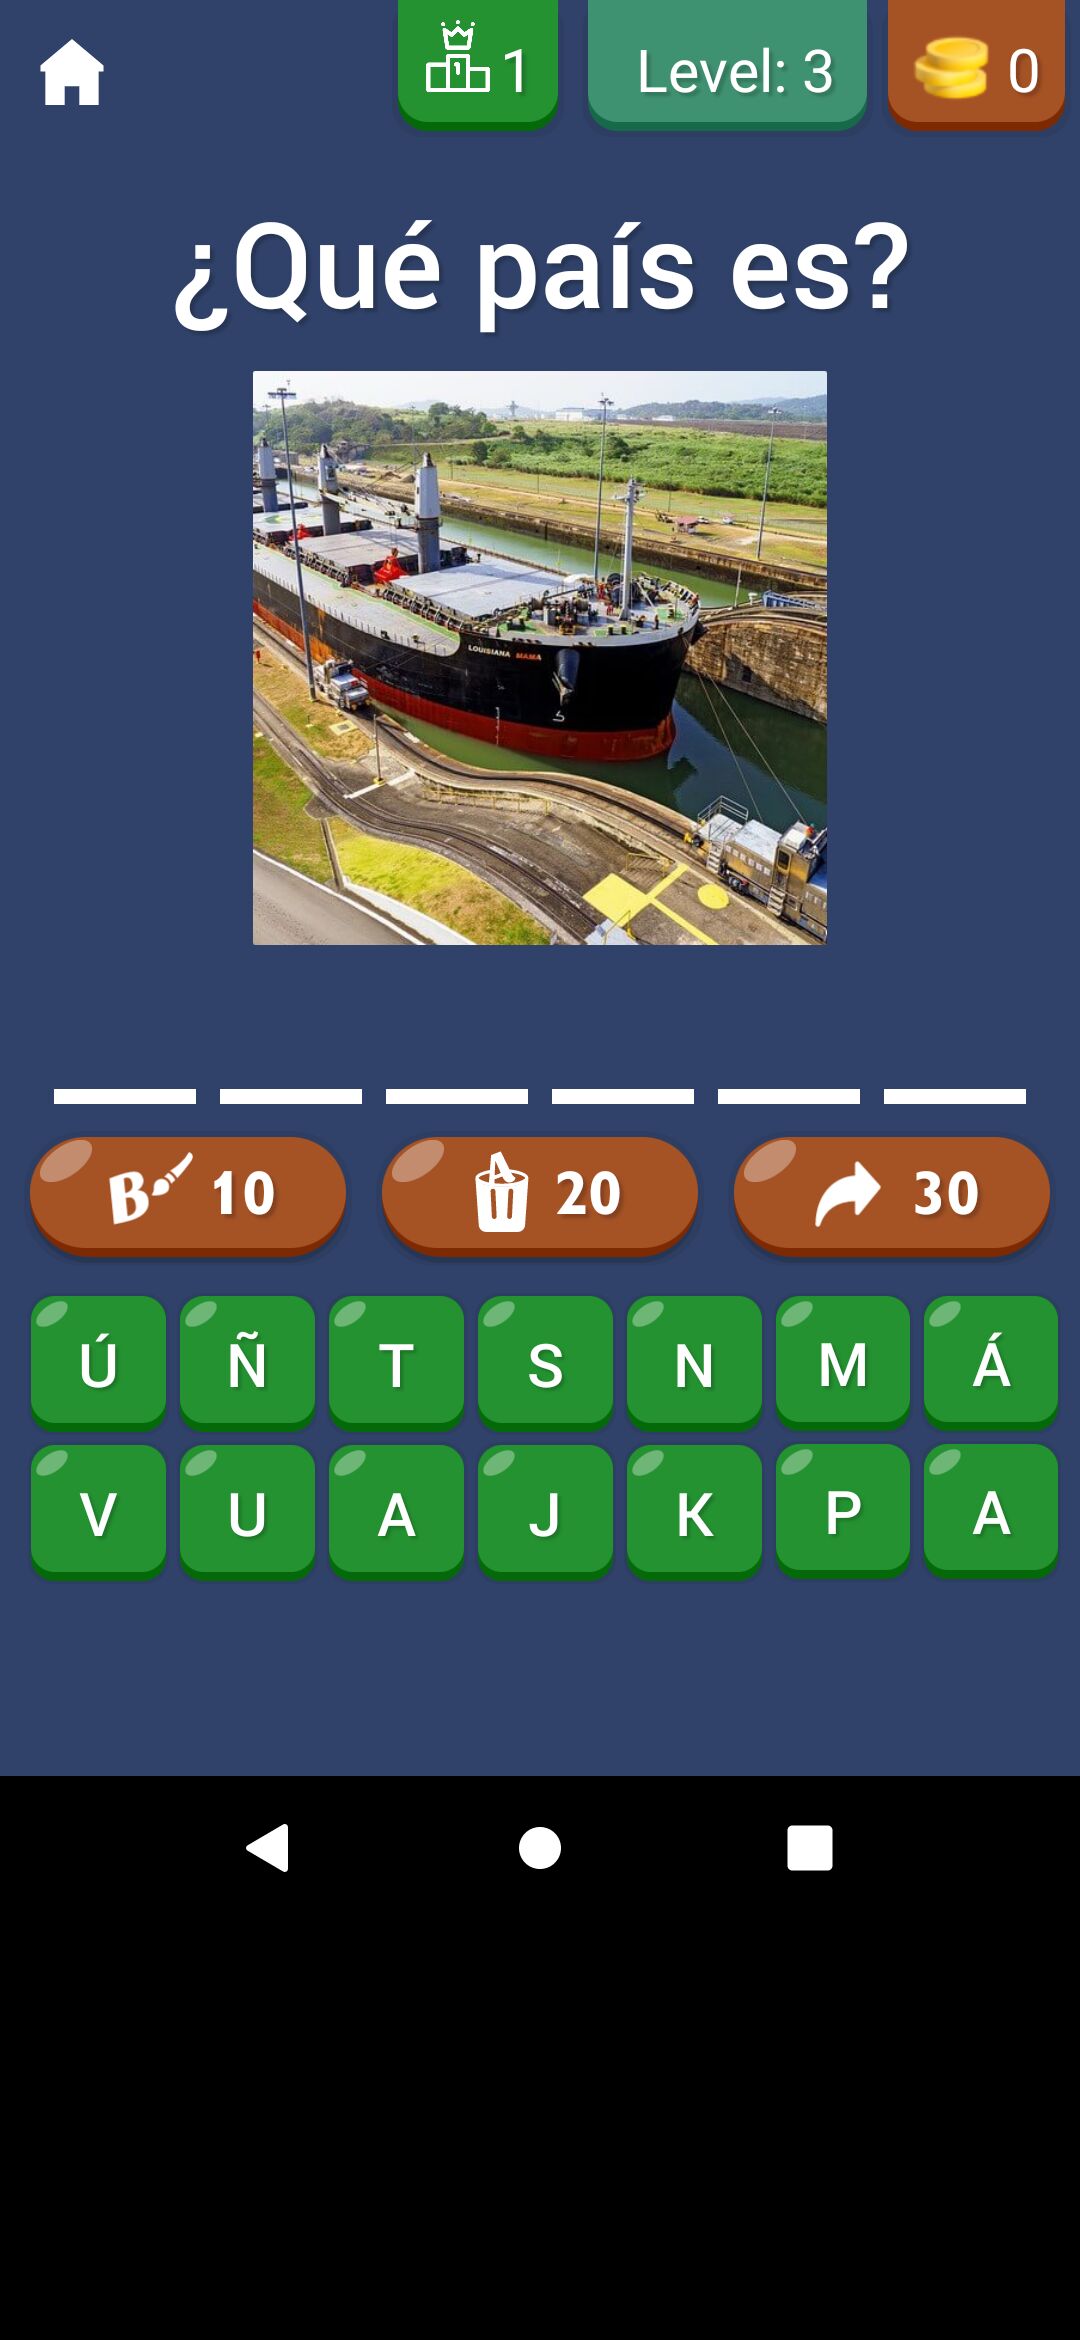 1
Level: 3
0
¿Qué país es?
LOUISIANA MAMA
B 10
20
30
Ú Ñ T S N M Á
V U A J K P A